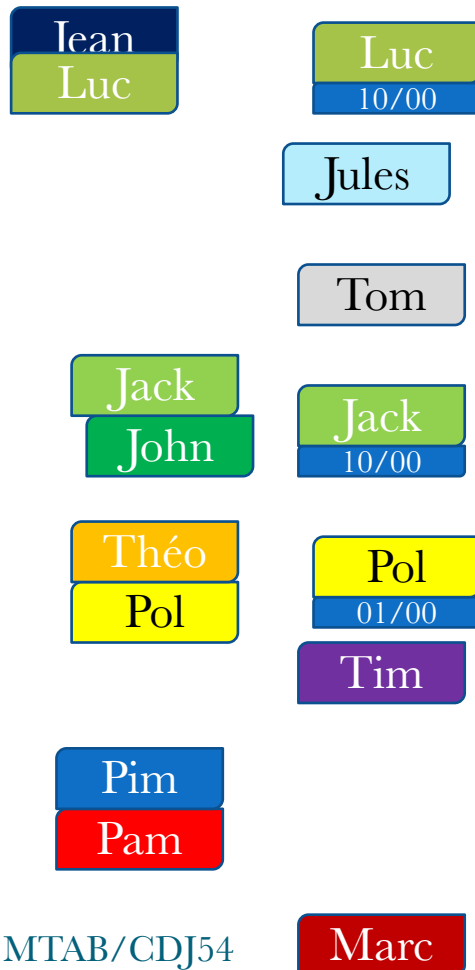 Jean
Luc
Luc
10/00
Jules
Tom
Jack
John
Jack
10/00
Théo
Pol
Pol
01/00
Tim
Pim
Pam
MTAB/CDJ54
Marc